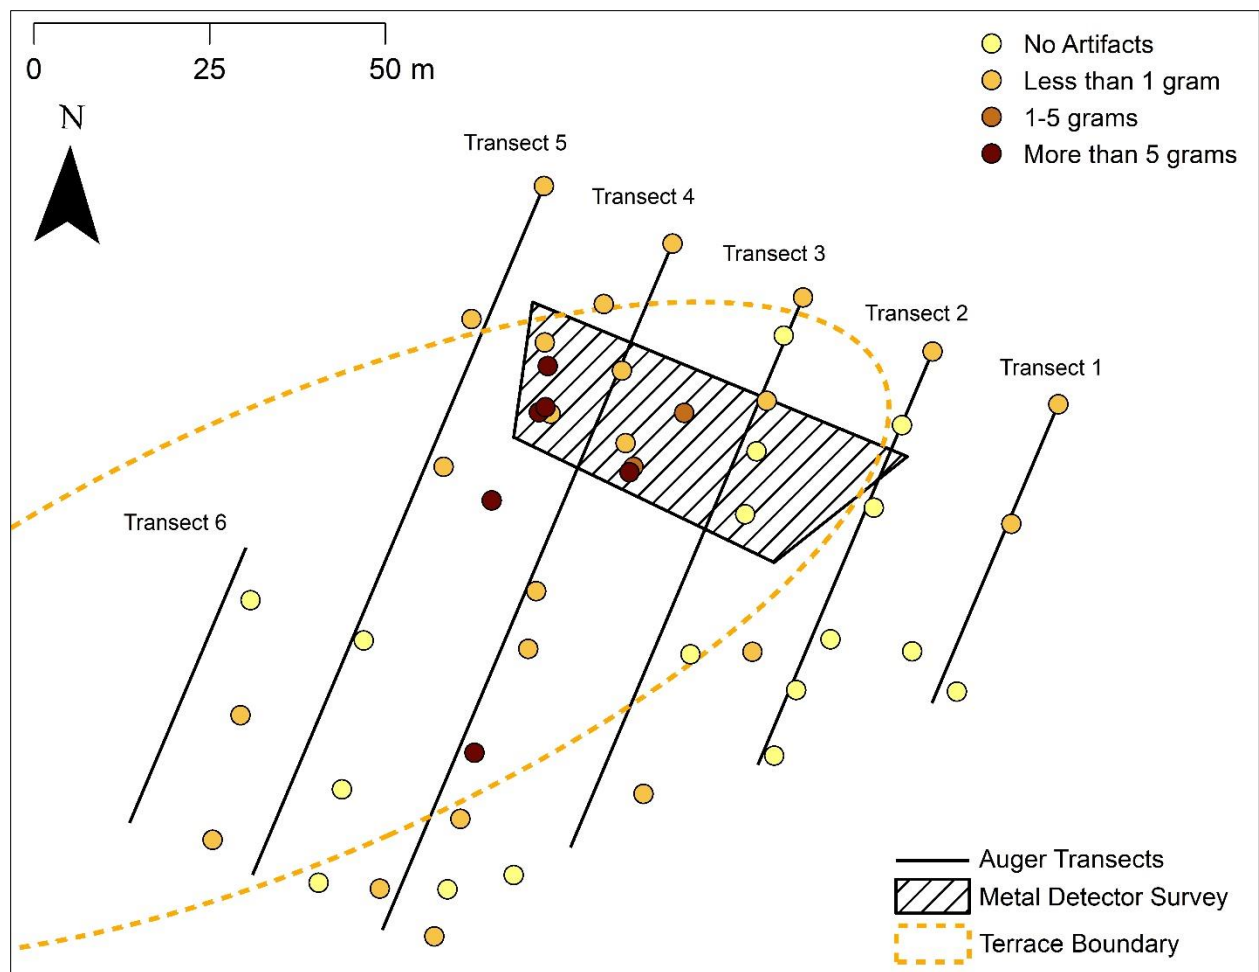 0 25 50 m
N
No Artifacts
Less than 1 gram
1-5 grams
More than 5 grams
Transect 5
Transect 4
Transect 3
Transect 2
Transect 1
Transect 6
Auger Transects
Metal Detector Survey
Terrace Boundary